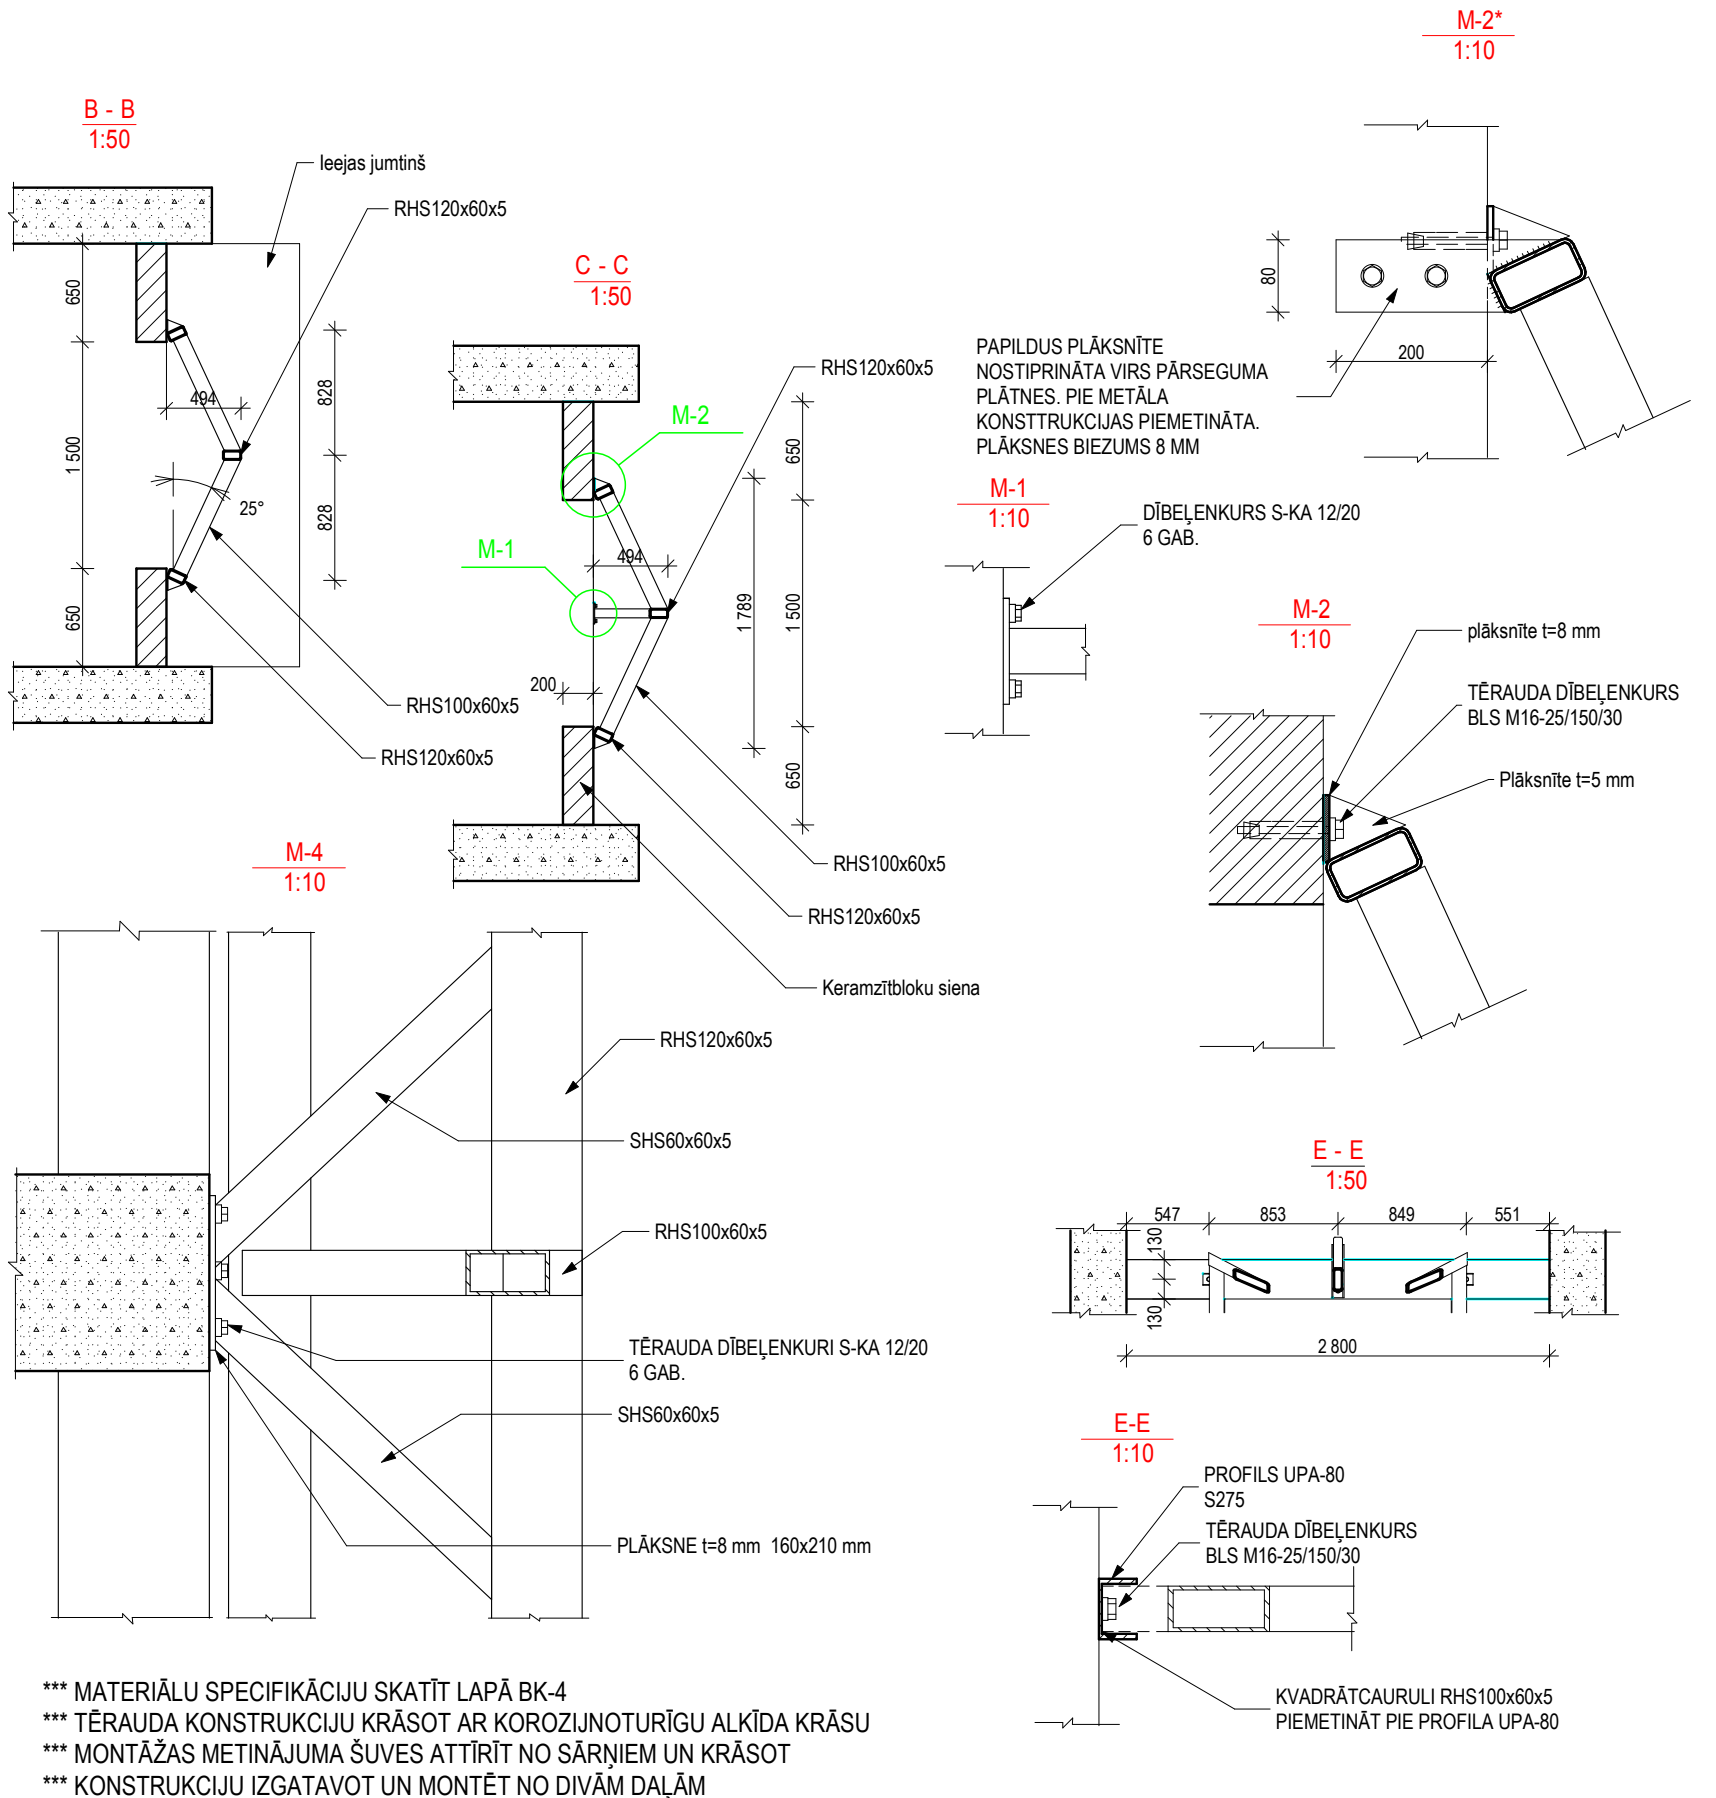 B - B
1:50
Ieejas jumtinš
RHS120x60x5
650
1 500
650
494
828
828
25°
RHS100x60x5
RHS120x60x5
C - C
1:50
RHS120x60x5
M-2
M-1
494
200
650
1 789
1 500
650
RHS100x60x5
RHS120x60x5
Keramzītbloku siena
M-2*
1:10
80
200
PAPILDUS PLĀKSNĪTE
NOSTIPRINĀTA VIRS PĀRSEGUMA
PLĀTNES. PIE METĀLA
KONSTTRUKCIJAS PIEMETINĀTA.
PLĀKSNES BIEZUMS 8 MM
M-1
1:10
DĪBEĻENKURS S-KA 12/20
6 GAB.
M-2
1:10
plāksnīte t=8 mm
TĒRAUDA DĪBEĻENKURS
BLS M16-25/150/30
Plāksnīte t=5 mm
M-4
1:10
RHS120x60x5
SHS60x60x5
RHS100x60x5
TĒRAUDA DĪBEĻENKURI S-KA 12/20
6 GAB.
SHS60x60x5
PLĀKSNE t=8 mm 160x210 mm
E - E
1:50
547
853
849
551
130
130
2 800
E-E
1:10
PROFILS UPA-80
S275
TĒRAUDA DĪBEĻENKURS
BLS M16-25/150/30
KVADRĀTCAURULI RHS100x60x5
PIEMETINĀT PIE PROFILA UPA-80
*** MATERIĀLU SPECIFIKĀCIJU SKATĪT LAPĀ BK-4
*** TĒRAUDA KONSTRUKCIJU KRĀSOT AR KOROZIJNOTURĪGU ALKĪDA KRĀSU
*** MONTĀŽAS METINĀJUMA ŠUVES ATTĪRĪT NO SĀRŅIEM UN KRĀSOT
*** KONSTRUKCIJU IZGATAVOT UN MONTĒT NO DIVĀM DAĻĀM